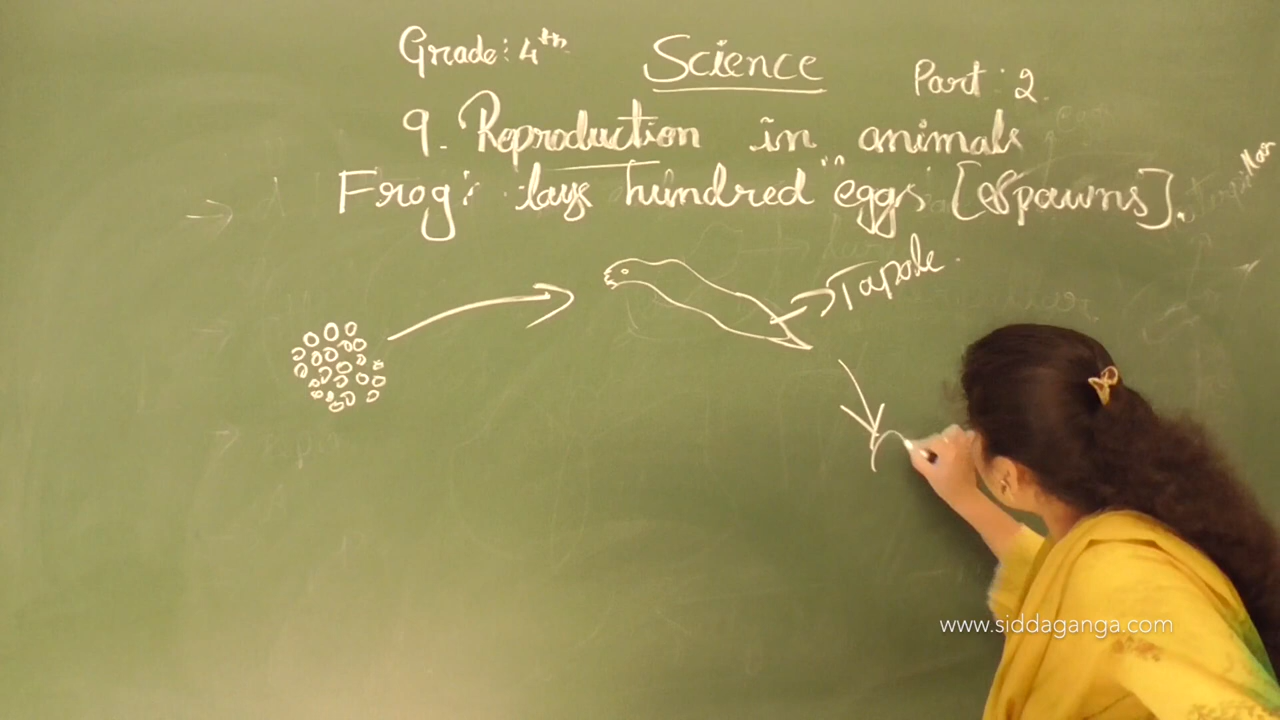 Grade: 4th Science Part: 2.
9. Reproduction in animals
Frog: lays hundred "eggs [Spawns].
Tapole.
www.siddaganga.com